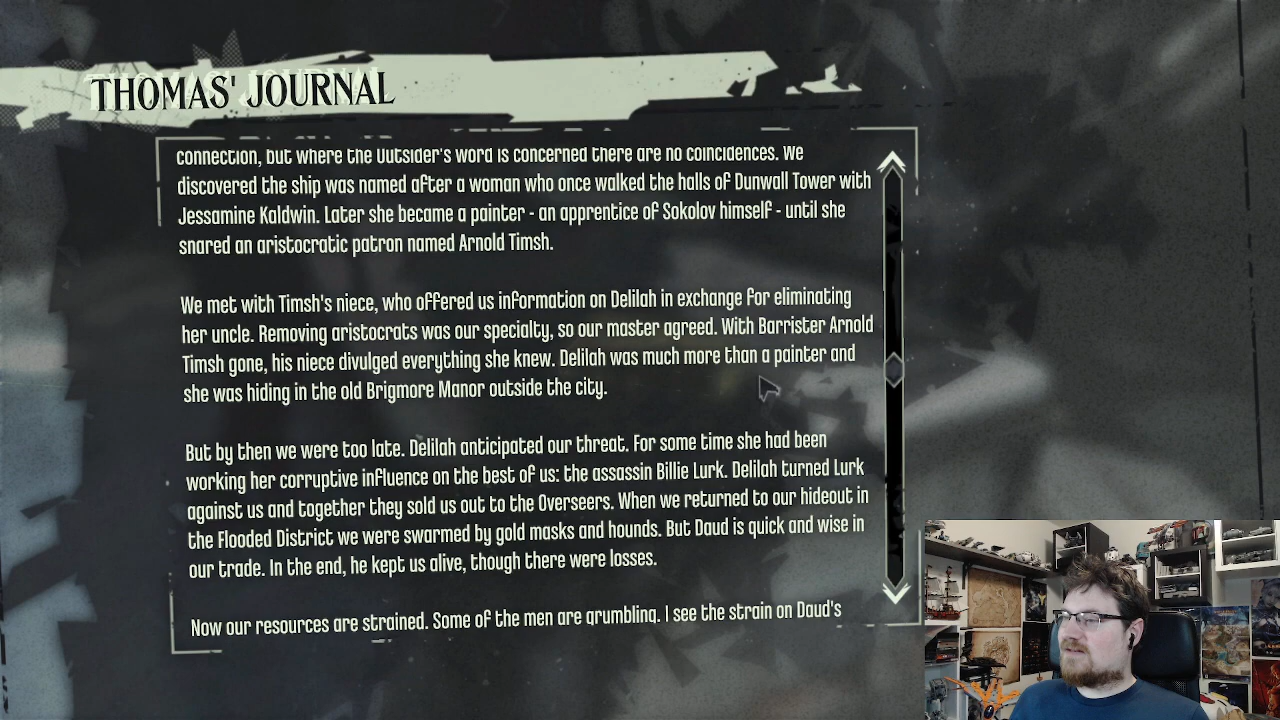 THOMAS' JOURNAL
connection, but where the Outsider's word is concerned there are no coincidences. We
discovered the ship was named after a woman who once walked the halls of Dunwall Tower with
Jessamine Kaldwin. Later she became a painter - an apprentice of Sokolov himself - until she
snared an aristocratic patron named Arnold Timsh.
We met with Timsh's niece, who offered us information on Delilah in exchange for eliminating
her uncle. Removing aristocrats was our specialty, so our master agreed. With Barrister Arnold
Timsh gone, his niece divulged everything she knew. Delilah was much more than a painter and
she was hiding in the old Brigmore Manor outside the city.
But by then we were too late. Delilah anticipated our threat. For some time she had been
working her corruptive influence on the best of us: the assassin Billie Lurk. Delilah turned Lurk
against us and together they sold us out to the Overseers. When we returned to our hideout in
the Flooded District we were swarmed by gold masks and hounds. But Daud is quick and wise in
our trade. In the end, he kept us alive, though there were losses.
Now our resources are strained. Some of the men are grumbling. I see the strain on Daud's